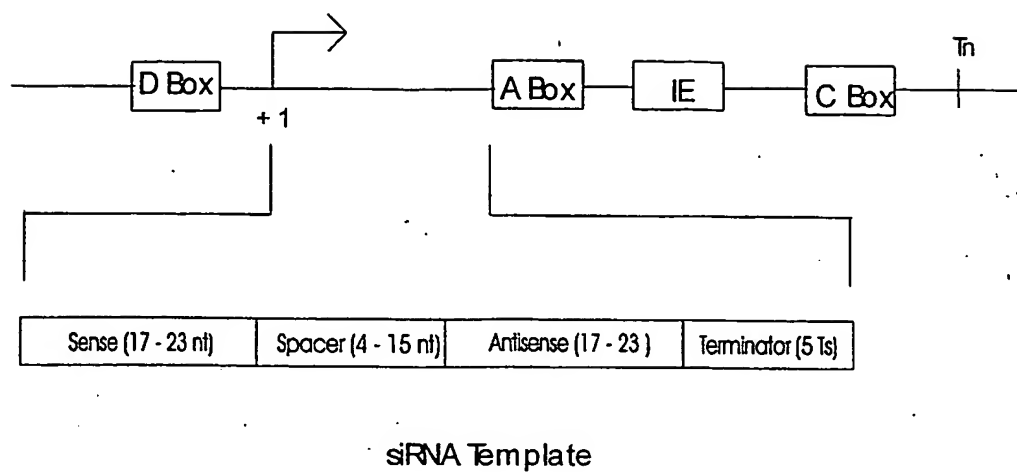 Tn
D Box
A Box
IE
C Box
+ 1
Sense (17 - 23 nt)
Spacer (4 - 15 nt)
Antisense (17 - 23 )
Terminator (5 Ts)
siRNA Template